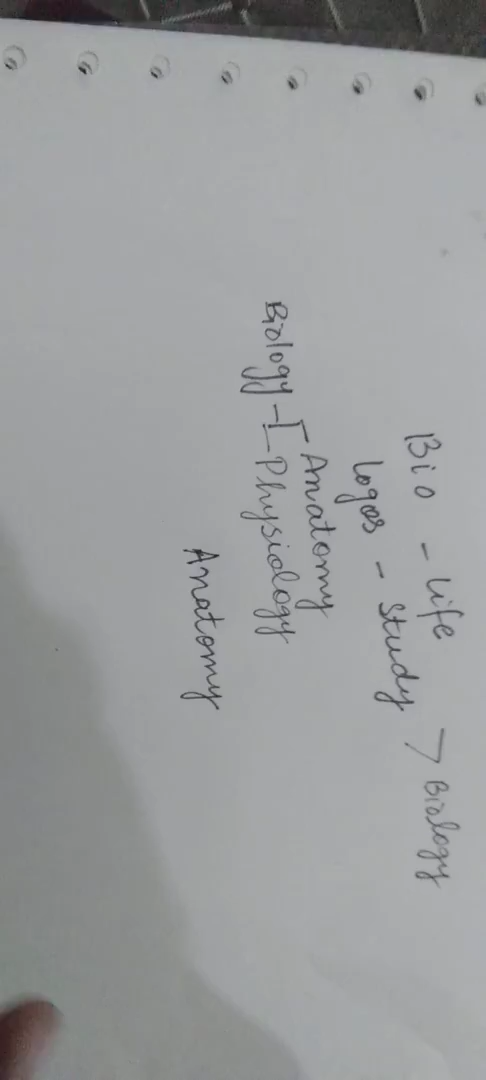 Bio - Life
Logos - Study > Biology
Biology - Anatomy
- Physiology
Anatomy